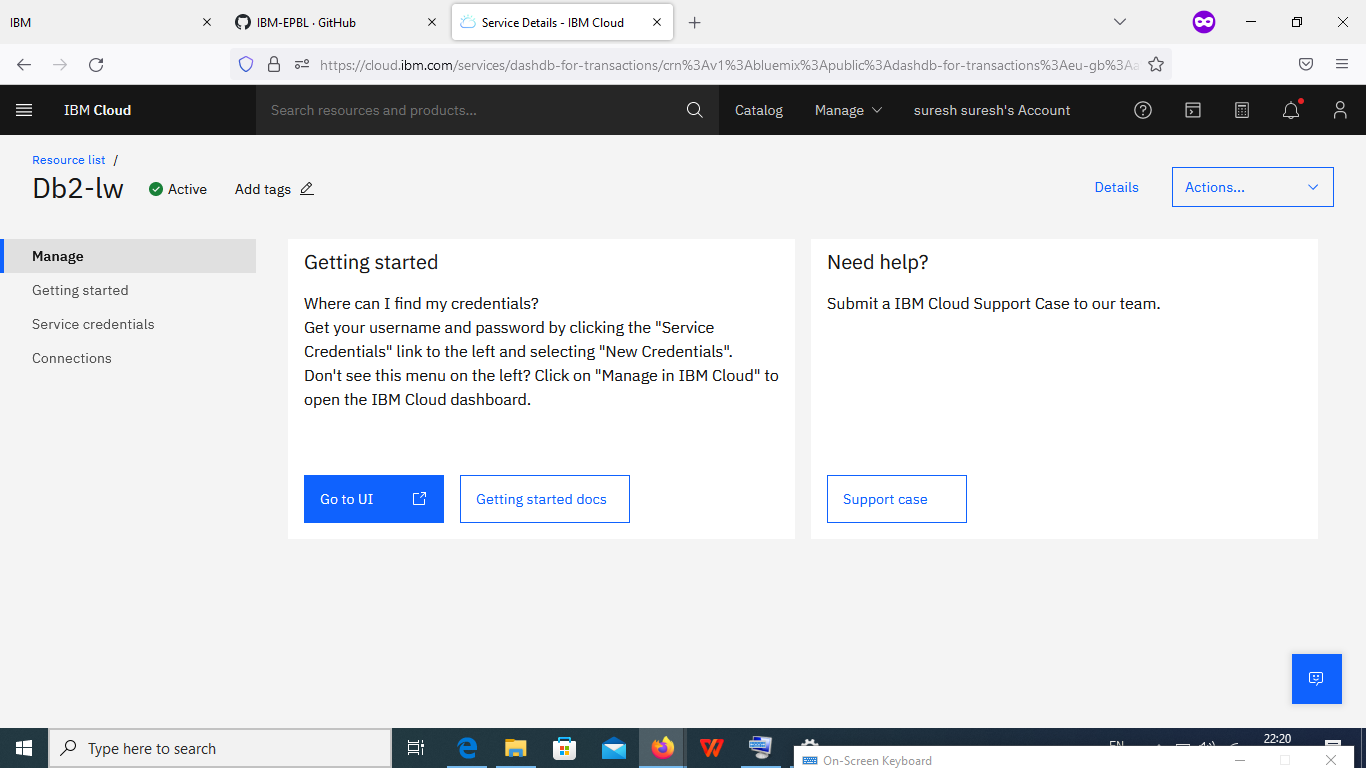 IBM
IBM-EPBL · GitHub
Service Details - IBM Cloud
https://cloud.ibm.com/services/dashdb-for-transactions/crn%3Av1%3Abluemix%3Apublic%3Adashdb-for-transactions%3Aeu-gb%3Aa
IBM Cloud
Search resources and products...
Catalog
Manage
suresh suresh's Account
Resource list /
Db2-lw
Active
Add tags
Details
Actions...
Manage
Getting started
Service credentials
Connections
Getting started
Where can I find my credentials?
Get your username and password by clicking the "Service
Credentials" link to the left and selecting "New Credentials".
Don't see this menu on the left? Click on "Manage in IBM Cloud" to
open the IBM Cloud dashboard.
Go to UI
Getting started docs
Need help?
Submit a IBM Cloud Support Case to our team.
Support case
Type here to search
22:20
On-Screen Keyboard